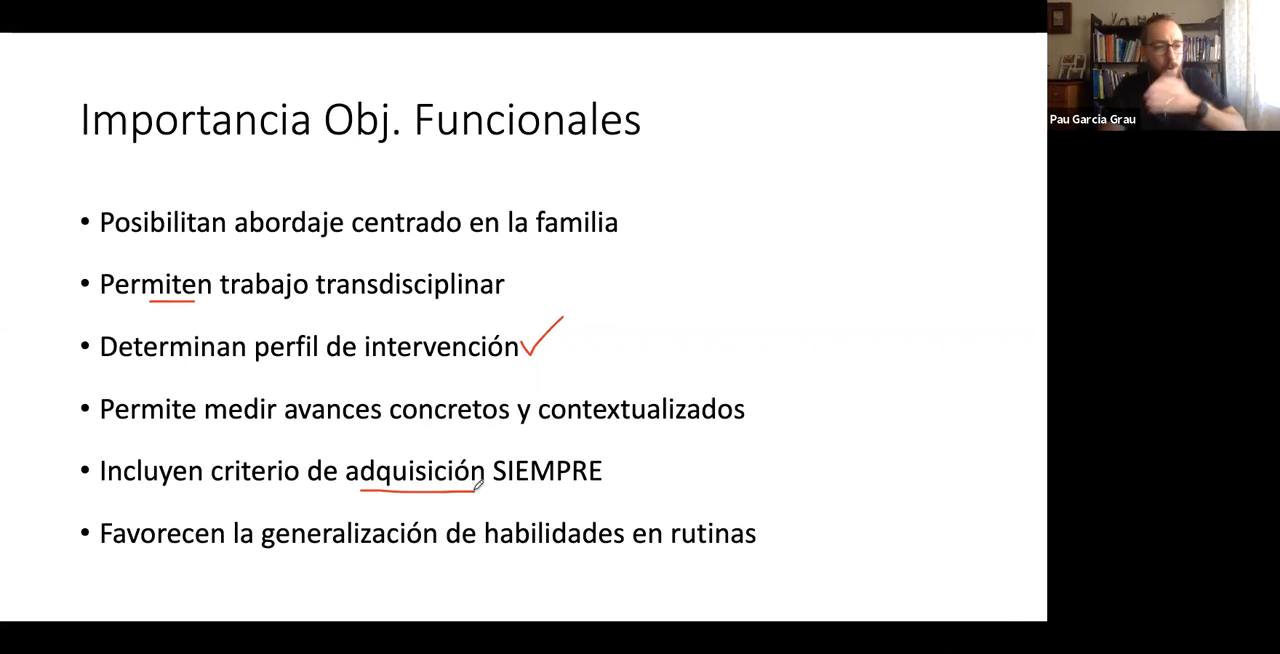 Importancia Obj. Funcionales
• Posibilitan abordaje centrado en la familia
• Permiten trabajo transdisciplinar
• Determinan perfil de intervención
• Permite medir avances concretos y contextualizados
• Incluyen criterio de adquisición SIEMPRE
• Favorecen la generalización de habilidades en rutinas
Pau García Grau